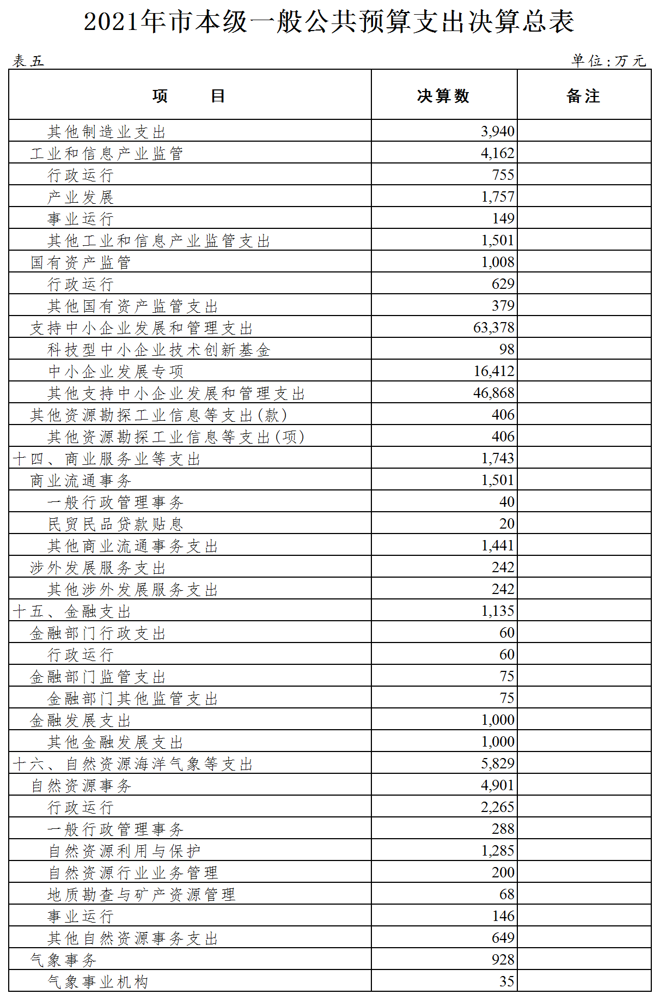 2021年市本级一般公共预算支出决算总表
表五 单位:万元
项 目 决算数 备注
其他制造业支出 3,940
工业和信息产业监管 4,162
行政运行 755
产业发展 1,757
事业运行 149
其他工业和信息产业监管支出 1,501
国有资产监管 1,008
行政运行 629
其他国有资产监管支出 379
支持中小企业发展和管理支出 63,378
科技型中小企业技术创新基金 98
中小企业发展专项 16,412
其他支持中小企业发展和管理支出 46,868
其他资源勘探工业信息等支出(款) 406
其他资源勘探工业信息等支出(项) 406
十四、商业服务业等支出 1,743
商业流通事务 1,501
一般行政管理事务 40
民贸民品贷款贴息 20
其他商业流通事务支出 1,441
涉外发展服务支出 242
其他涉外发展服务支出 242
十五、金融支出 1,135
金融部门行政支出 60
行政运行 60
金融部门监管支出 75
金融部门其他监管支出 75
金融发展支出 1,000
其他金融发展支出 1,000
十六、自然资源海洋气象等支出 5,829
自然资源事务 4,901
行政运行 2,265
一般行政管理事务 288
自然资源利用与保护 1,285
自然资源行业业务管理 200
地质勘查与矿产资源管理 68
事业运行 146
其他自然资源事务支出 649
气象事务 928
气象事业机构 35